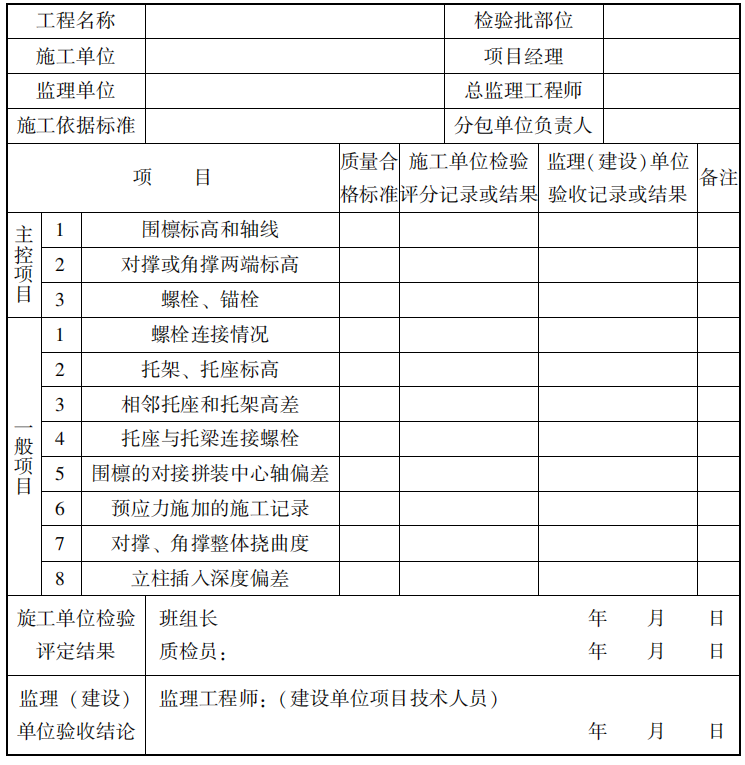 工程名称 检验批部位
施工单位 项目经理
监理单位 总监理工程师
施工依据标准 分包单位负责人
项 目 质量合格标准 施工单位检验评分记录或结果 监理(建设)单位验收记录或结果 备注
主控项目
1 围檩标高和轴线
2 对撑或角撑两端标高
3 螺栓、锚栓
一般项目
1 螺栓连接情况
2 托架、托座标高
3 相邻托座和托架高差
4 托座与托梁连接螺栓
5 围檩的对接拼装中心轴偏差
6 预应力施加的施工记录
7 对撑、角撑整体挠曲度
8 立柱插入深度偏差
旋工单位检验评定结果
班组长 年 月 日
质检员: 年 月 日
监理(建设)单位验收结论
监理工程师:(建设单位项目技术人员)
年 月 日